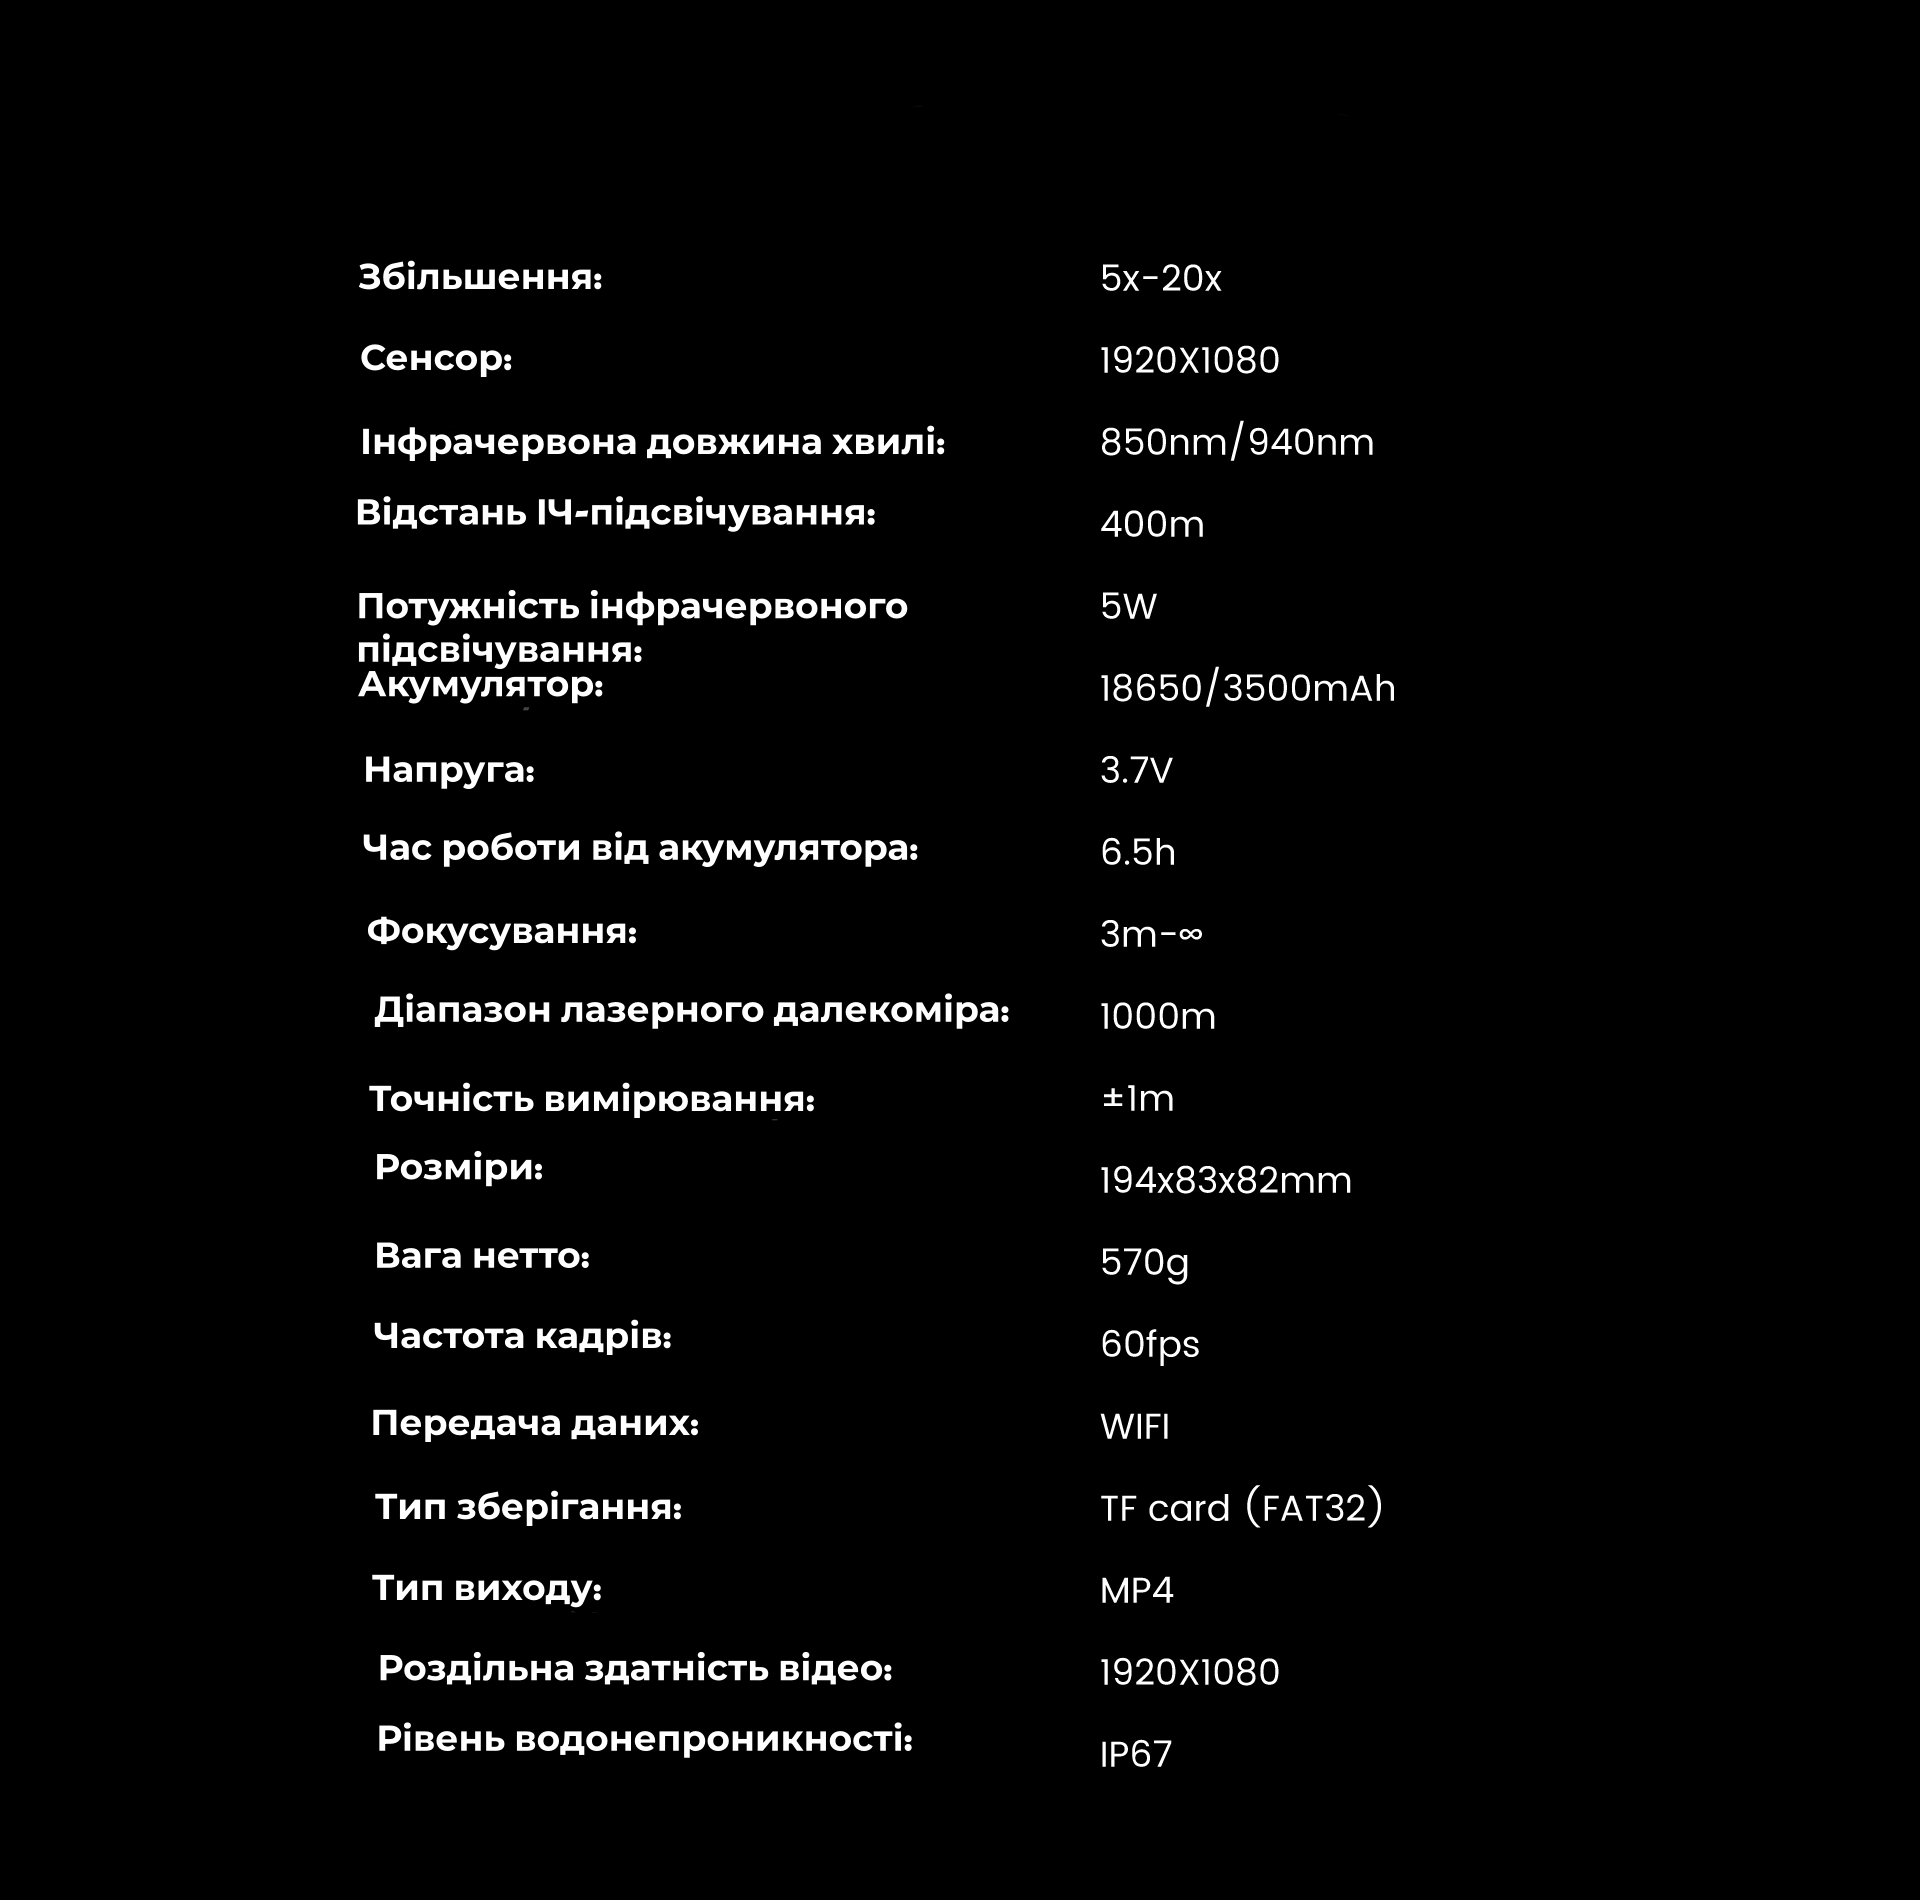 Збільшення: 5x-20x
Сенсор: 1920X1080
Інфрачервона довжина хвилі: 850nm/940nm
Відстань ІЧ-підсвічування: 400m
Потужність інфрачервоного 5W
підсвічування:
Акумулятор: 18650/3500mAh
Напруга: 3.7V
Час роботи від акумулятора: 6.5h
Фокусування: 3m-∞
Діапазон лазерного далекоміра: 1000m
Точність вимірювання: ±1m
Розміри: 194x83x82mm
Вага нетто: 570g
Частота кадрів: 60fps
Передача даних: WIFI
Тип зберігання: TF card (FAT32)
Тип виходу: MP4
Роздільна здатність відео: 1920X1080
Рівень водонепроникності: IP67